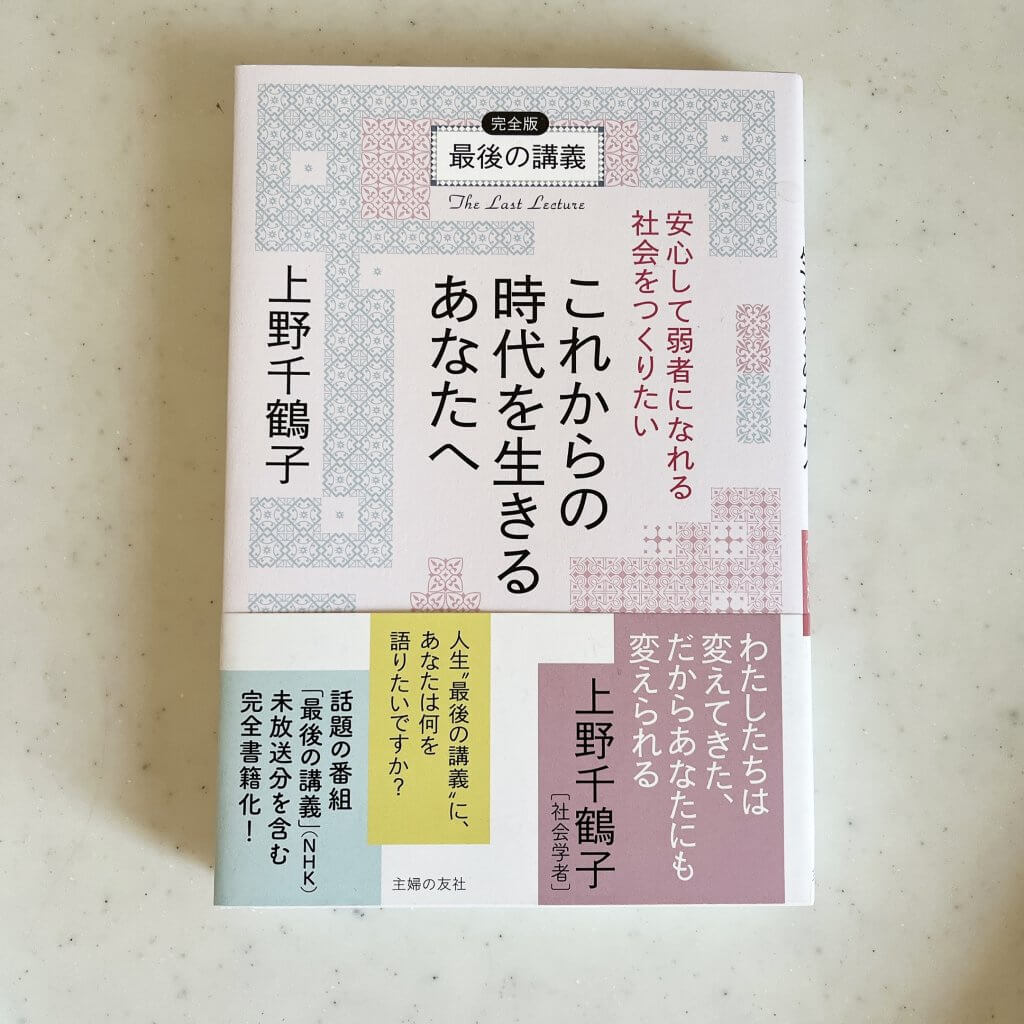 完全版
最後の講義
The Last Lecture
安心して弱者になれる
社会をつくりたい
これからの
時代を生きる
あなたへ
上野千鶴子
わたしたちは
変えてきた、
だからあなたにも
変えられる
上野千鶴子
［社会学者］
人生〝最後の講義〟に、
あなたは何を
語りたいですか？
話題の番組
「最後の講義」（NHK）
未放送分を含む
完全書籍化！
主婦の友社